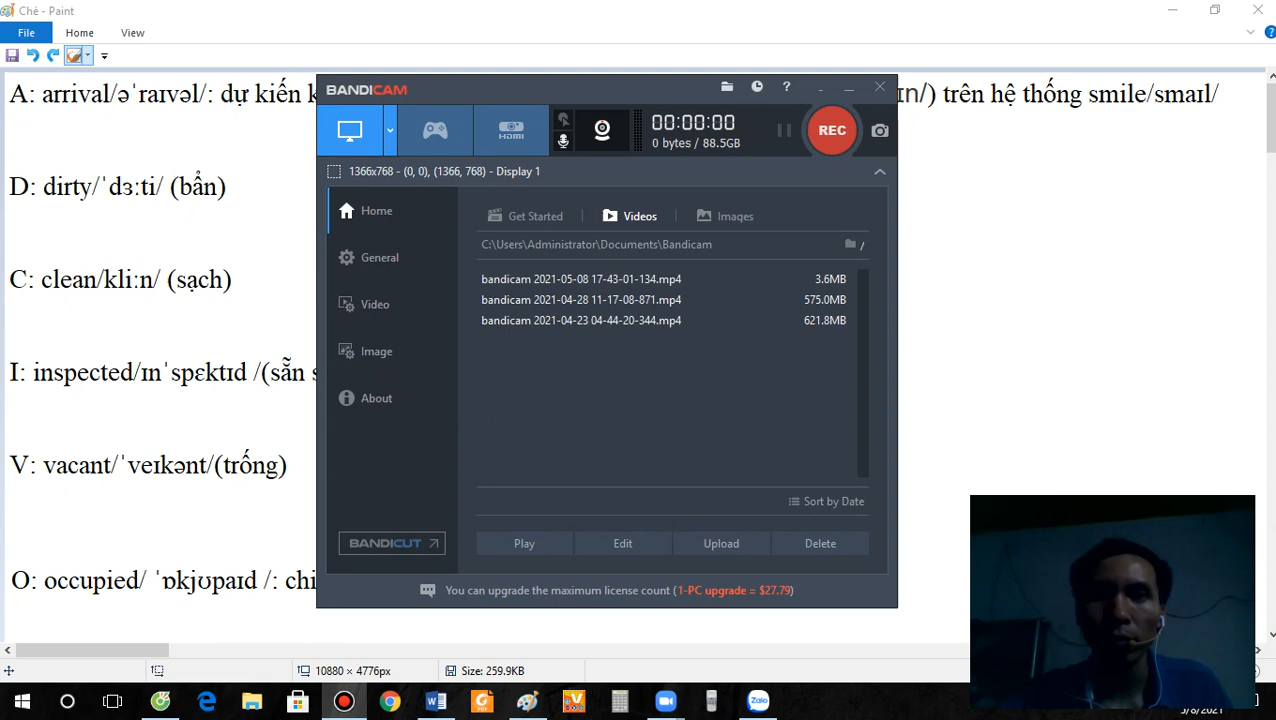 Chè - Paint
File Home View
A: arrival/əˈraɪvəl/: dự kiến k
ɪn/) trên hệ thống smile/smaɪl/
D: dirty/ˈdɜːti/ (bẩn)
C: clean/kliːn/ (sạch)
I: inspected/ɪnˈspɛktɪd /(sẵn s
V: vacant/ˈveɪkənt/(trống)
O: occupied/ ˈɒkjʊpaɪd /: chi
BANDICAM
HDMI
00:00:00
0 bytes / 88.5GB
REC
1366x768 - (0, 0), (1366, 768) - Display 1
Home
General
Video
Image
About
BANDICUT
Get Started
Videos
Images
C:\Users\Administrator\Documents\Bandicam
/
bandicam 2021-05-08 17-43-01-134.mp4 3.6MB
bandicam 2021-04-28 11-17-08-871.mp4 575.0MB
bandicam 2021-04-23 04-44-20-344.mp4 621.8MB
Sort by Date
Play Edit Upload Delete
You can upgrade the maximum license count (1-PC upgrade = $27.79)
10880 × 4776px
Size: 259.9KB
PDF
Zalo
5/8/2021